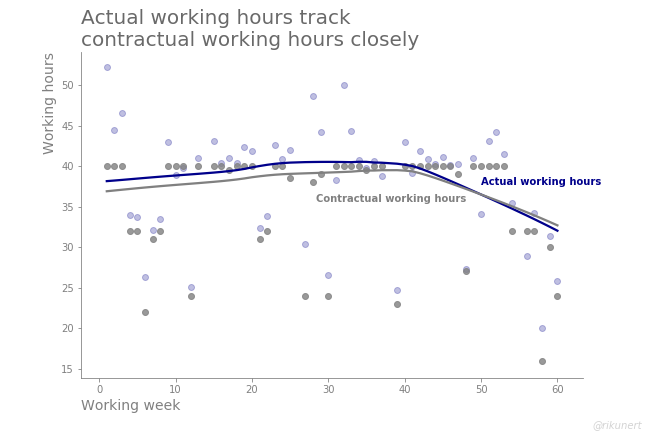 Actual working hours track
contractual working hours closely
Working hours
50
45
40
35
30
25
20
15
Actual working hours
Contractual working hours
0 10 20 30 40 50 60
Working week
@rikunert